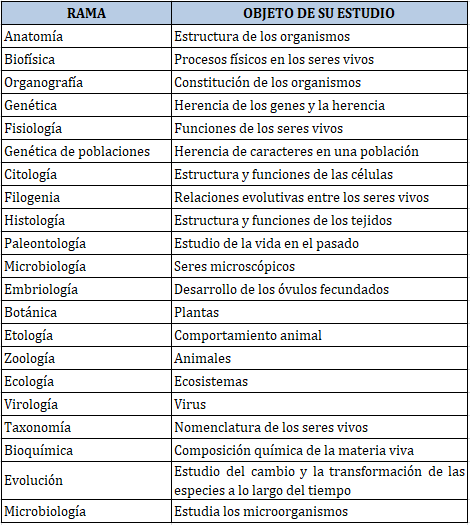 RAMA OBJETO DE SU ESTUDIO
Anatomía Estructura de los organismos
Biofísica Procesos físicos en los seres vivos
Organografía Constitución de los organismos
Genética Herencia de los genes y la herencia
Fisiología Funciones de los seres vivos
Genética de poblaciones Herencia de caracteres en una población
Citología Estructura y funciones de las células
Filogenia Relaciones evolutivas entre los seres vivos
Histología Estructura y funciones de los tejidos
Paleontología Estudio de la vida en el pasado
Microbiología Seres microscópicos
Embriología Desarrollo de los óvulos fecundados
Botánica Plantas
Etología Comportamiento animal
Zoología Animales
Ecología Ecosistemas
Virología Virus
Taxonomía Nomenclatura de los seres vivos
Bioquímica Composición química de la materia viva
Evolución Estudio del cambio y la transformación de las
especies a lo largo del tiempo
Microbiología Estudia los microorganismos